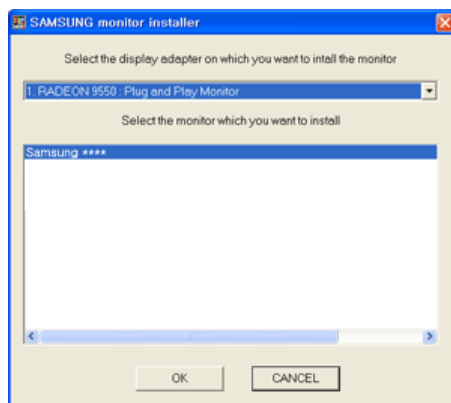 SAMSUNG monitor installer
Select the display adapter on which you want to intall the monitor
1. RADEON 9550 : Plug and Play Monitor
Select the monitor which you want to install
Samsung ****
OK
CANCEL